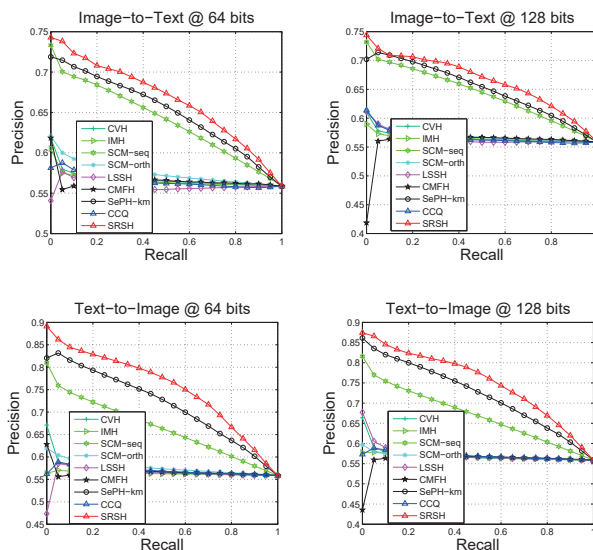 Image-to-Text @ 64 bits
0.75
0.7
0.65
0.6
0.55
0.5
Precision
CVH
IMH
SCM-seq
SCM-orth
LSSH
CMFH
SePH-km
CCQ
SRSH
0 0.2 0.4 0.6 0.8 1
Recall
Image-to-Text @ 128 bits
0.75
0.7
0.65
0.6
0.55
0.5
0.45
0.4
Precision
CVH
IMH
SCM-seq
SCM-orth
LSSH
CMFH
SePH-km
CCQ
SRSH
0 0.2 0.4 0.6 0.8
Recall
Text-to-Image @ 64 bits
0.9
0.85
0.8
0.75
0.7
0.65
0.6
0.55
0.5
0.45
Precision
CVH
IMH
SCM-seq
SCM-orth
LSSH
CMFH
SePH-km
CCQ
SRSH
0 0.2 0.4 0.6 0.8 1
Recall
Text-to-Image @ 128 bits
0.9
0.85
0.8
0.75
0.7
0.65
0.6
0.55
0.5
0.45
0.4
Precision
CVH
IMH
SCM-seq
SCM-orth
LSSH
CMFH
SePH-km
CCQ
SRSH
0 0.2 0.4 0.6 0.8 1
Recall